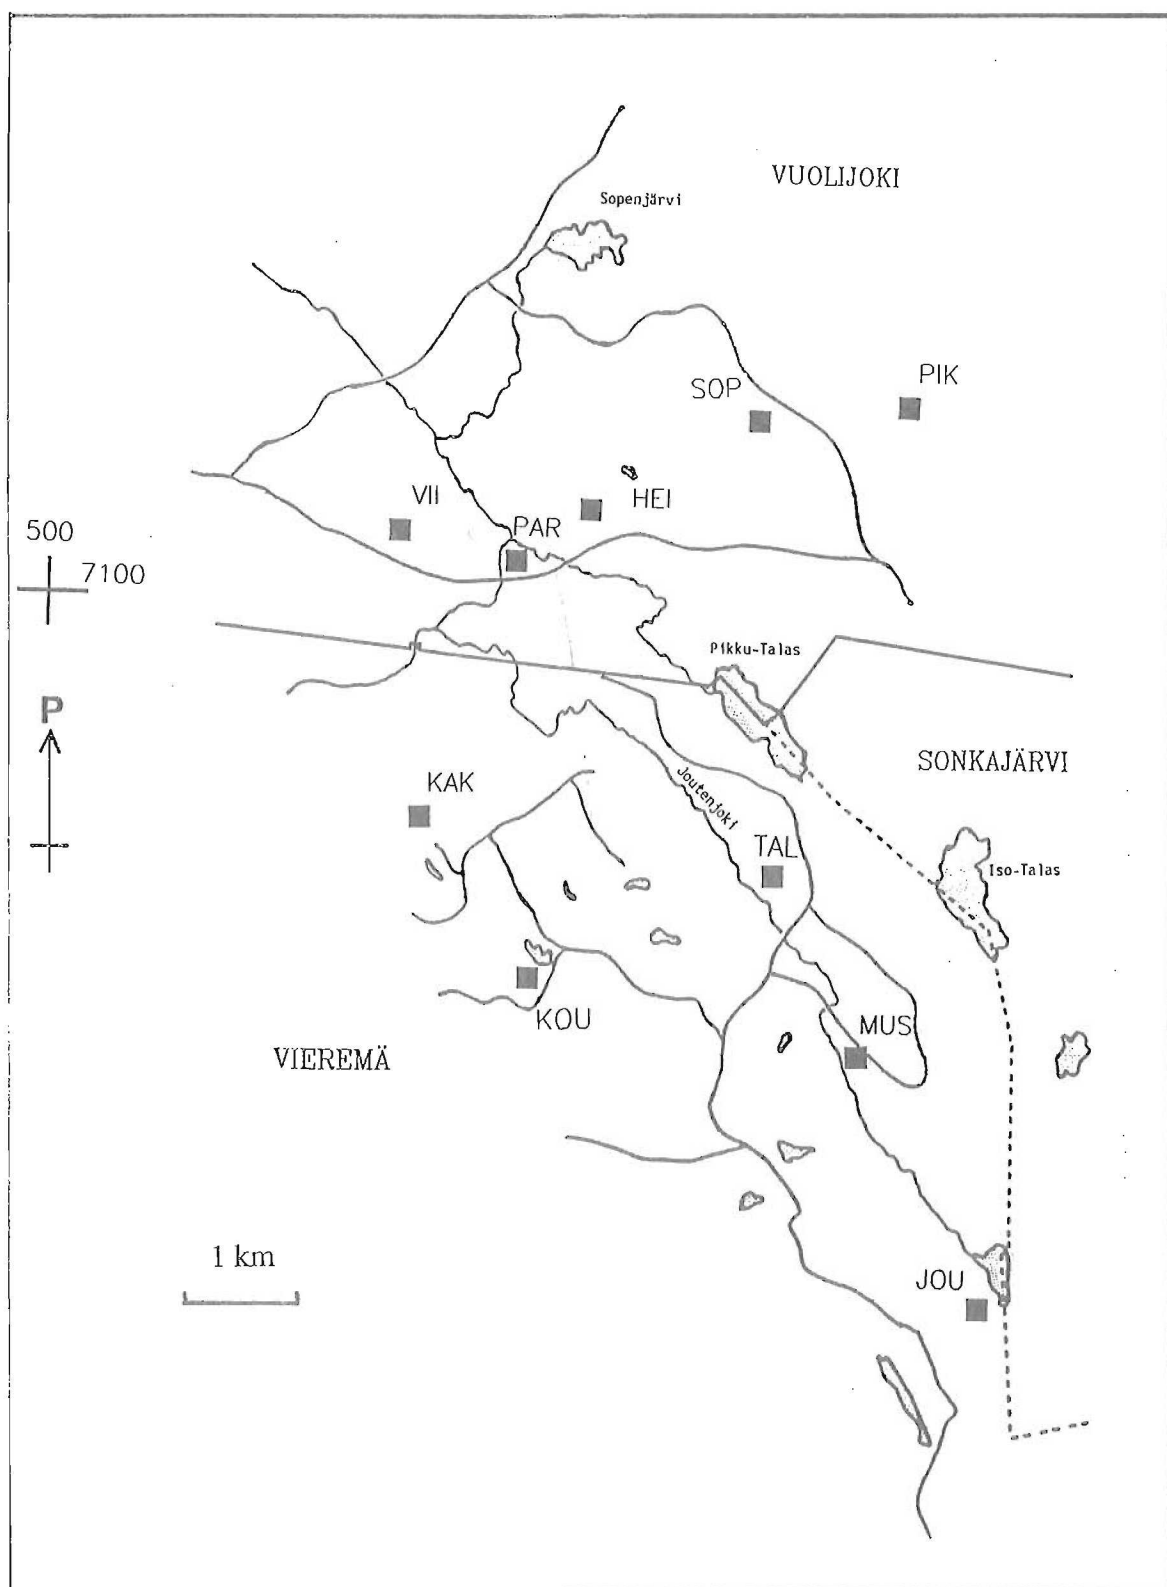 VUOLIJOKI
Sopenjärvi
PIK
SOP
VII
HEI
PAR
500
7100
Pikku-Talas
P
SONKAJÄRVI
KAK
Joutenjoki
TAL
Iso-Talas
KOU
MUS
VIEREMÄ
1 km
JOU